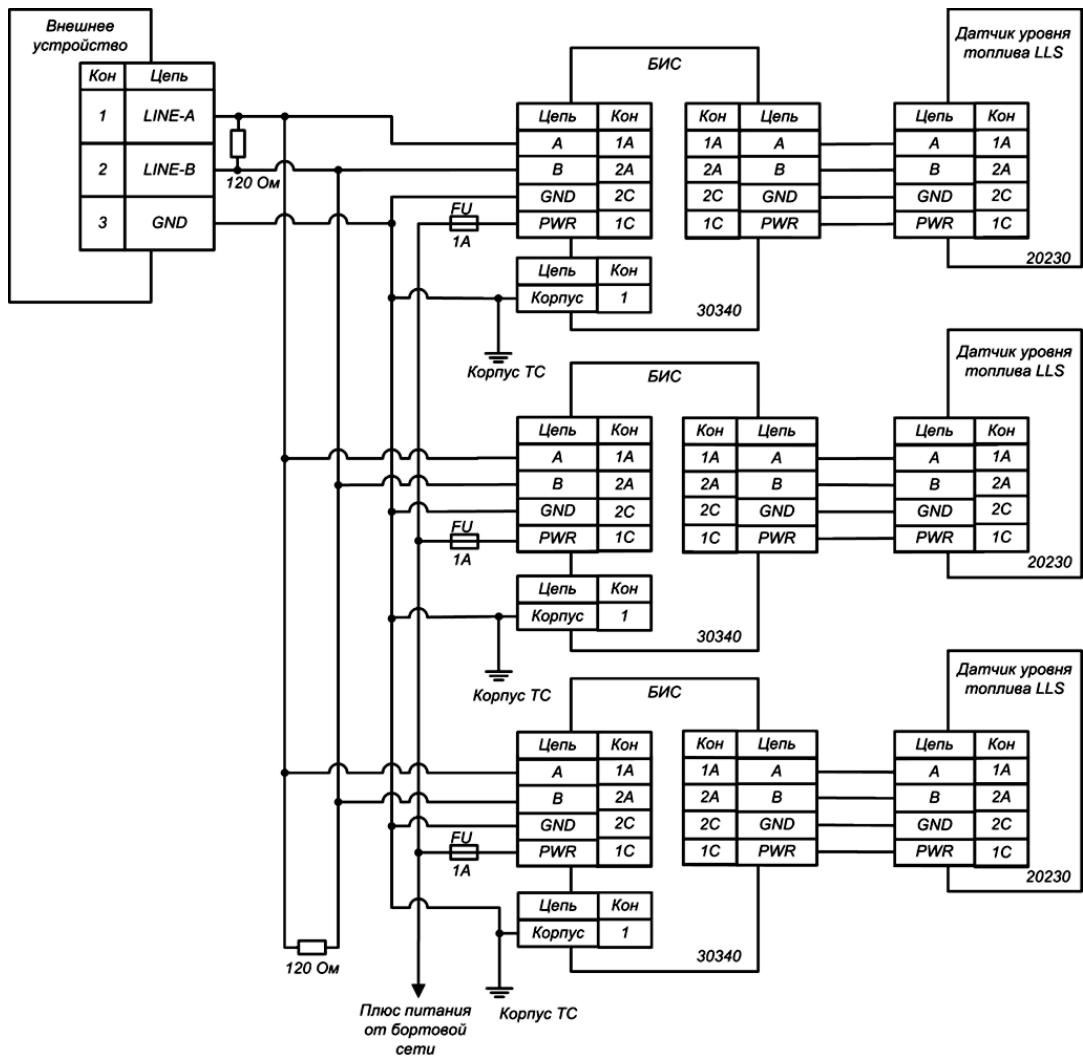 Внешнее
устройство
Кон Цепь
1 LINE-A
2 LINE-B
3 GND
120 Ом
БИС
Цепь Кон
A 1A
B 2A
GND 2C
PWR 1C
Цепь Кон
Корпус 1
Кон Цепь
1A A
2A B
2C GND
1C PWR
30340
FU
1A
Корпус ТС
Датчик уровня
топлива LLS
Цепь Кон
A 1A
B 2A
GND 2C
PWR 1C
20230
БИС
Цепь Кон
A 1A
B 2A
GND 2C
PWR 1C
Цепь Кон
Корпус 1
Кон Цепь
1A A
2A B
2C GND
1C PWR
30340
FU
1A
Корпус ТС
Датчик уровня
топлива LLS
Цепь Кон
A 1A
B 2A
GND 2C
PWR 1C
20230
БИС
Цепь Кон
A 1A
B 2A
GND 2C
PWR 1C
Цепь Кон
Корпус 1
Кон Цепь
1A A
2A B
2C GND
1C PWR
30340
FU
1A
Корпус ТС
Датчик уровня
топлива LLS
Цепь Кон
A 1A
B 2A
GND 2C
PWR 1C
20230
120 Ом
Плюс питания
от бортовой
сети